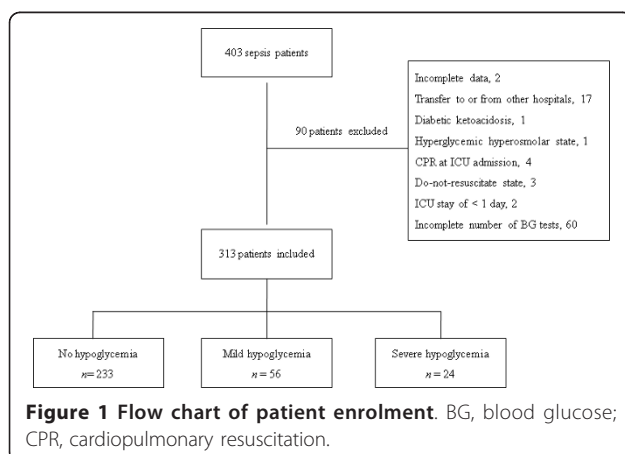 403 sepsis patients
90 patients excluded
Incomplete data, 2
Transfer to or from other hospitals, 17
Diabetic ketoacidosis, 1
Hyperglycemic hyperosmolar state, 1
CPR at ICU admission, 4
Do-not-resuscitate state, 3
ICU stay of < 1 day, 2
Incomplete number of BG tests, 60
313 patients included
No hypoglycemia
n= 233
Mild hypoglycemia
n = 56
Severe hypoglycemia
n = 24
Figure 1 Flow chart of patient enrolment. BG, blood glucose;
CPR, cardiopulmonary resuscitation.